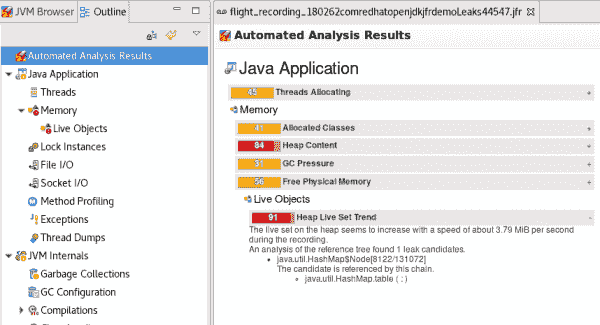 JVM Browser
Outline
flight_recording_180262comredhatopenjdkjfrdemoLeaks44547.jfr
Automated Analysis Results
Java Application
Threads
Memory
Live Objects
Lock Instances
File I/O
Socket I/O
Method Profiling
Exceptions
Thread Dumps
JVM Internals
Garbage Collections
GC Configuration
Compilations
Automated Analysis Results
Java Application
Threads Allocating
Memory
Allocated Classes
84 Heap Content
GC Pressure
Free Physical Memory
Live Objects
91 Heap Live Set Trend
The live set on the heap seems to increase with a speed of about 3.79 MiB per second
during the recording.
An analysis of the reference tree found 1 leak candidates.
java.util.HashMap$Node[8122/131072]
The candidate is referenced by this chain.
java.util.HashMap.table ( : )